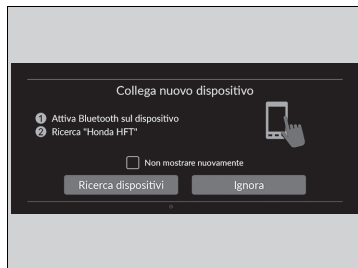 Collega nuovo dispositivo
1 Attiva Bluetooth sul dispositivo
2 Ricerca "Honda HFT"
Non mostrare nuovamente
Ricerca dispositivi
Ignora